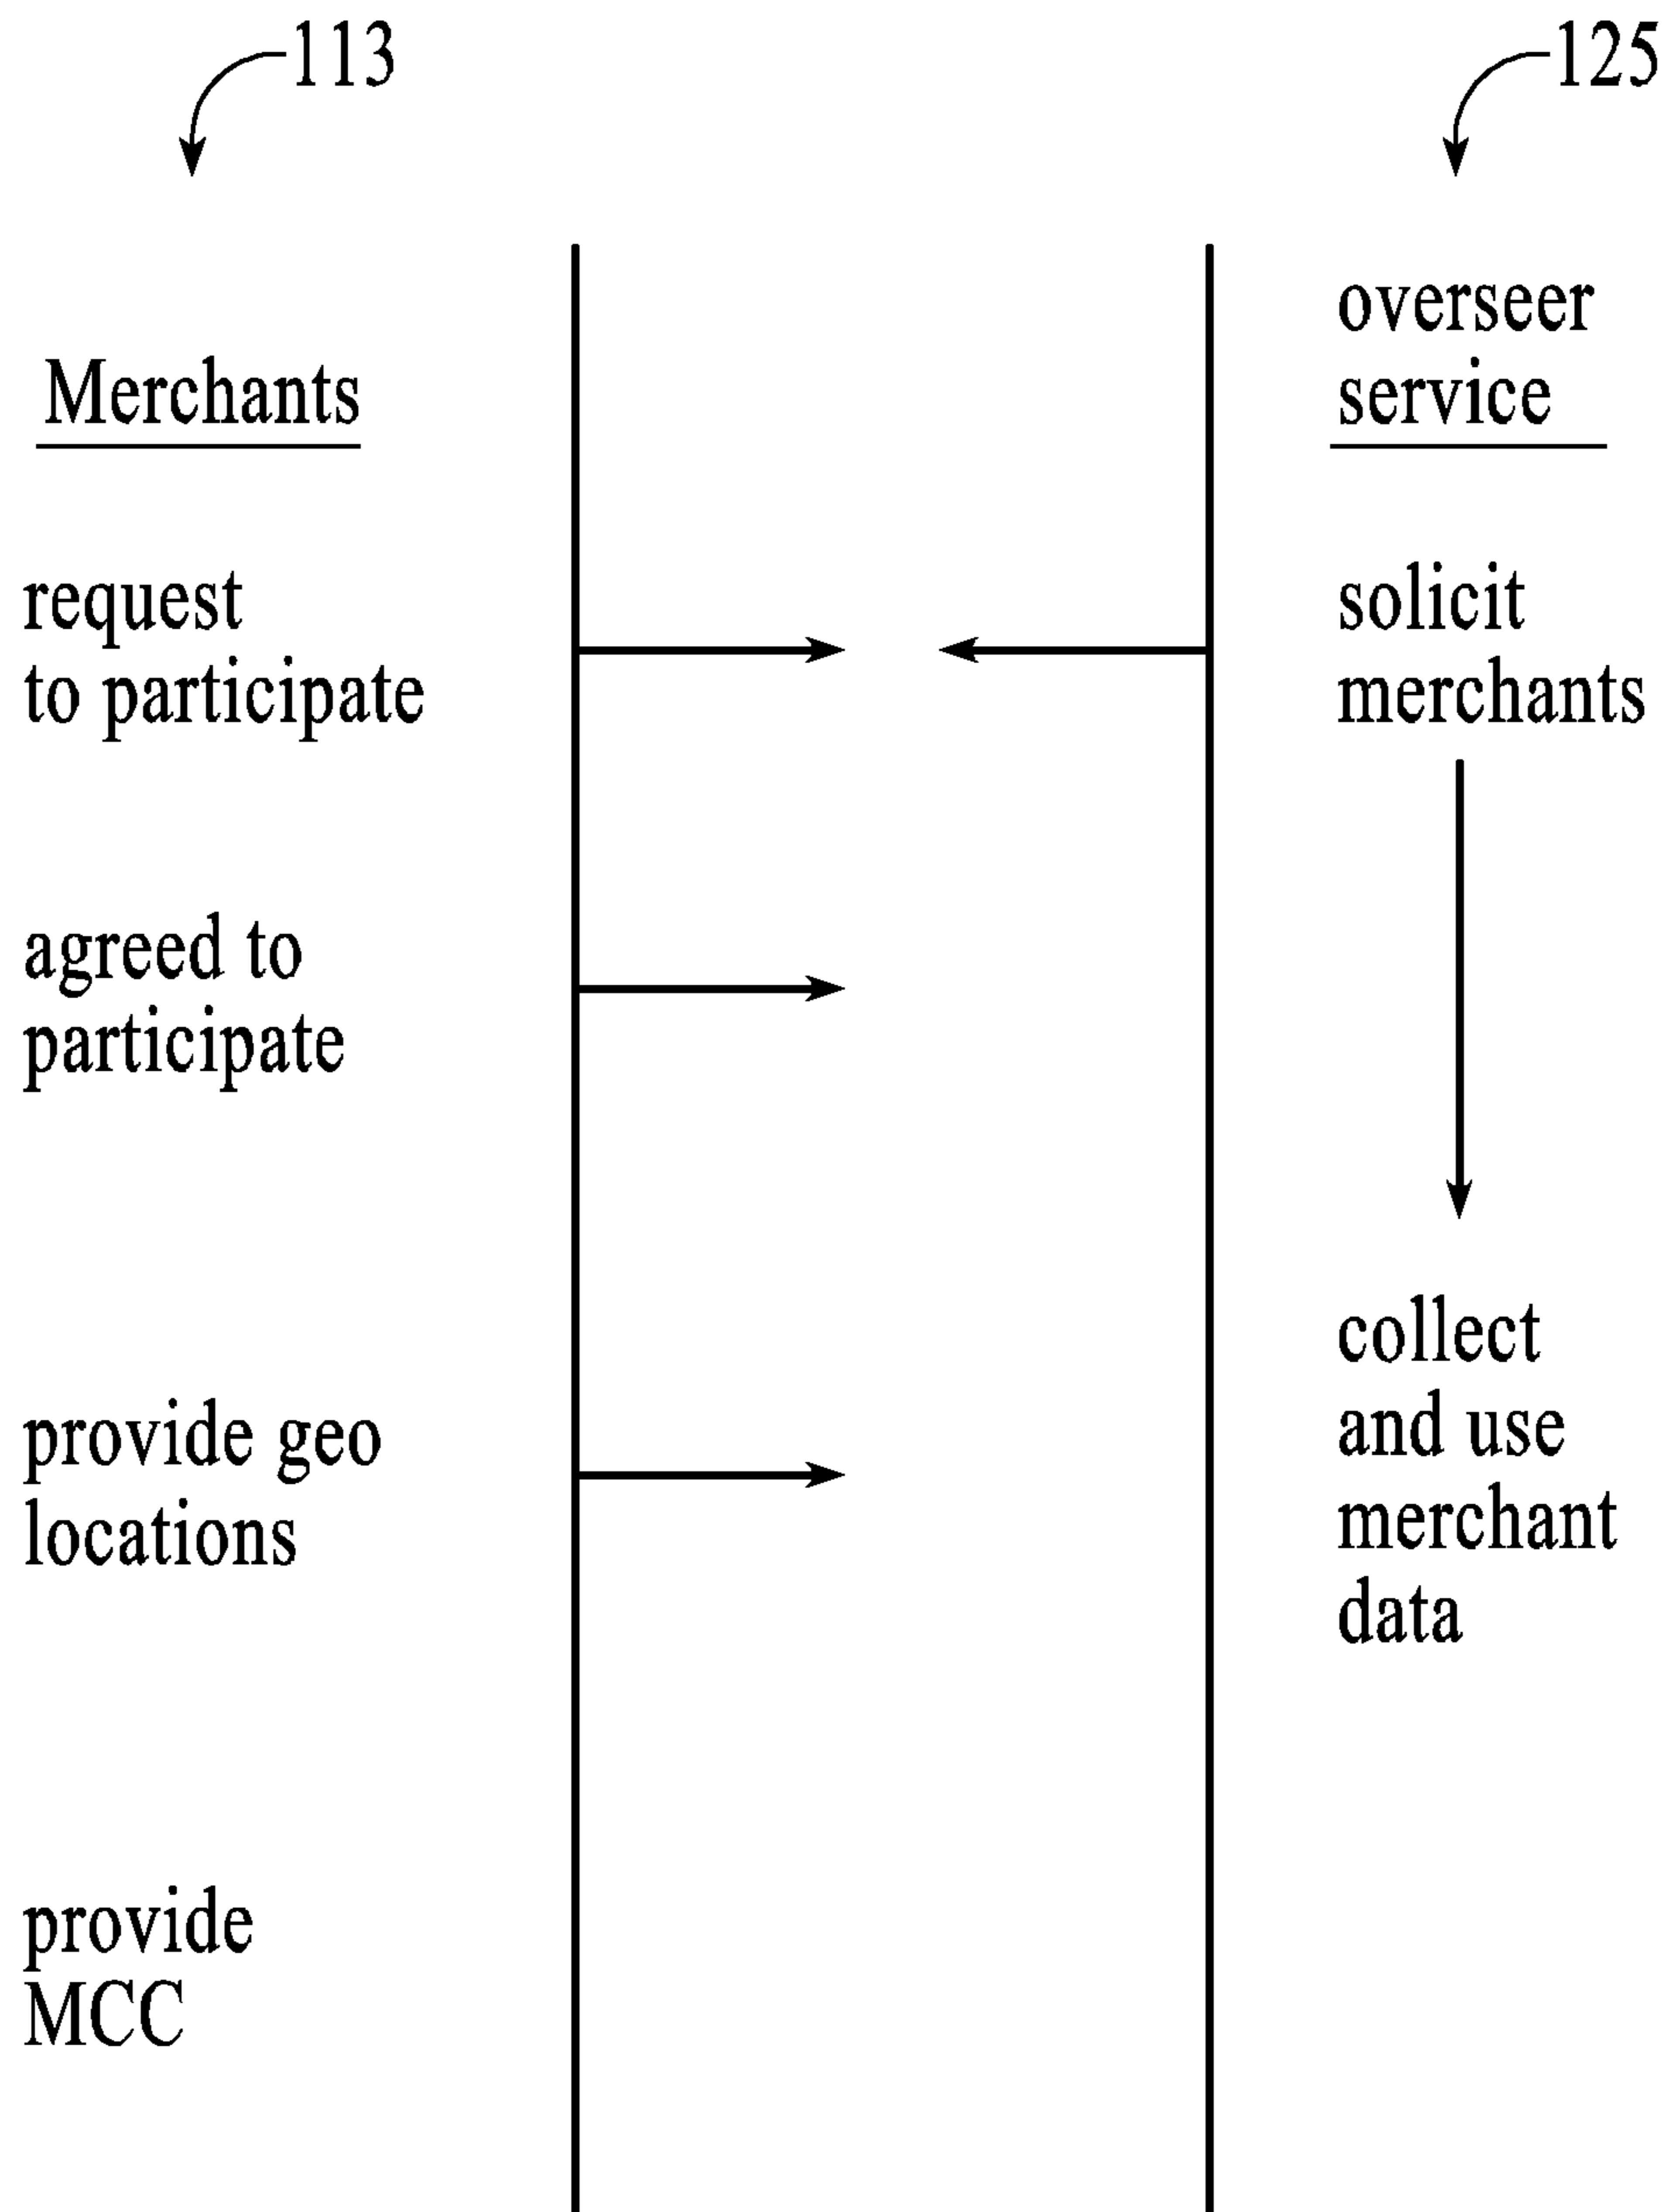 113
125
Merchants
overseer
service
request
to participate
solicit
merchants
agreed to
participate
provide geo
locations
collect
and use
merchant
data
provide
MCC